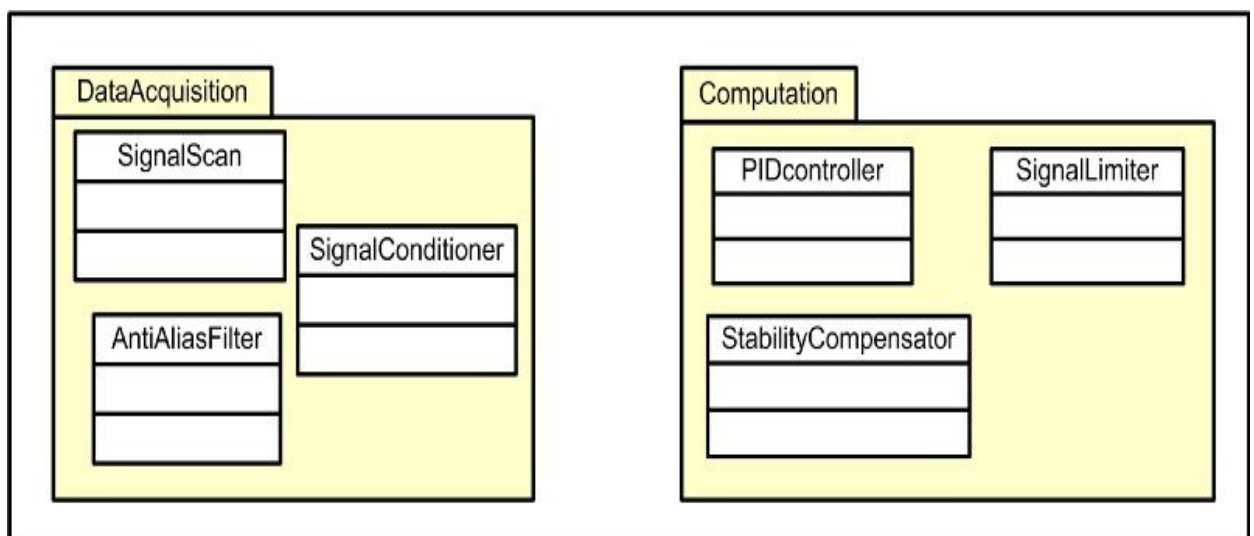 DataAcquisition
SignalScan
SignalConditioner
AntiAliasFilter
Computation
PIDcontroller
SignalLimiter
StabilityCompensator